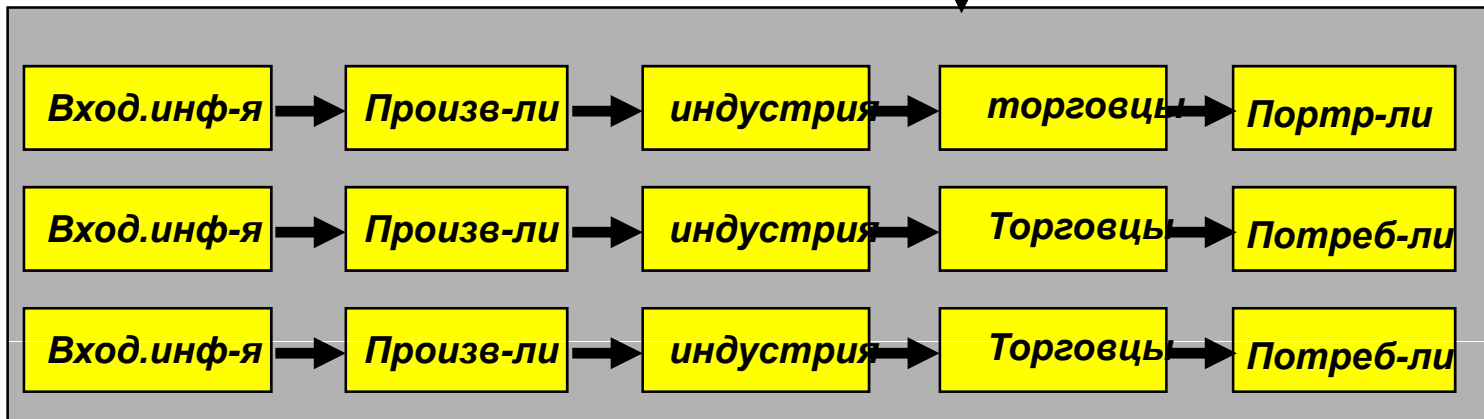 Вход.инф-я Произв-ли индустрия торговцы Портр-ли
Вход.инф-я Произв-ли индустрия Торговцы Потреб-ли
Вход.инф-я Произв-ли индустрия Торговцы Потреб-ли